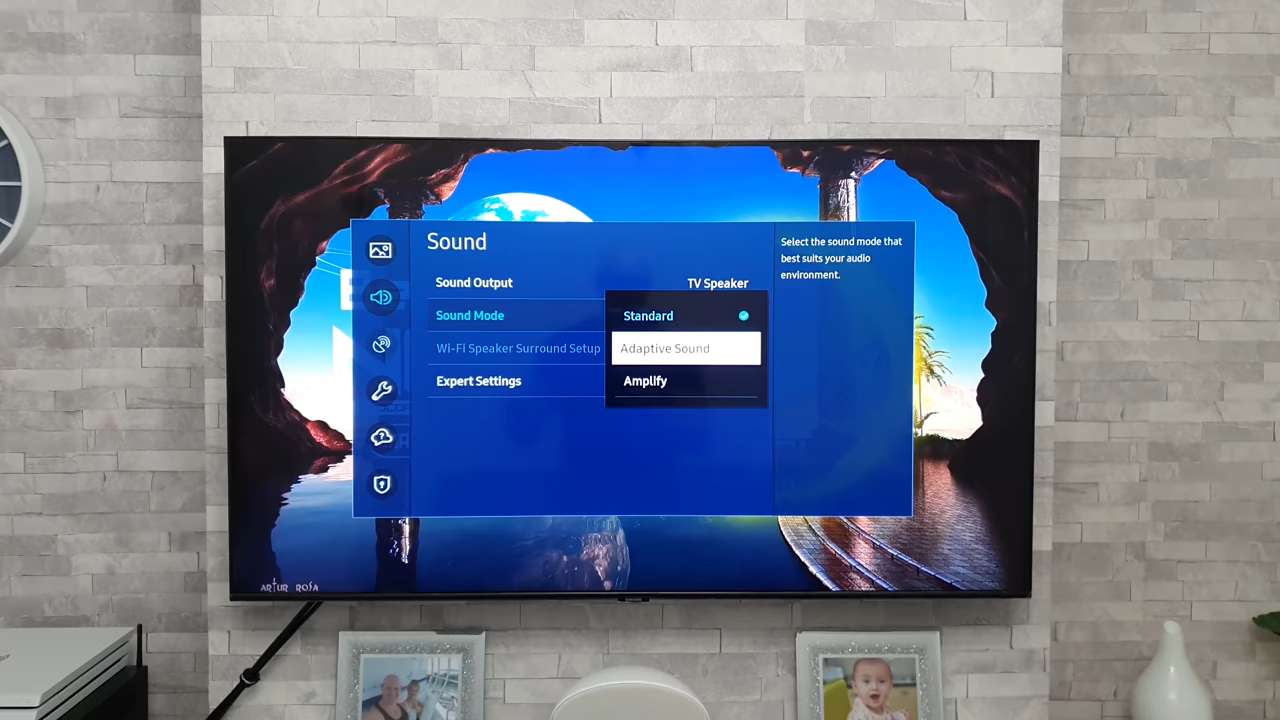 Sound
Sound Output TV Speaker
Sound Mode
Standard
Wi-Fi Speaker Surround Setup
Adaptive Sound
Expert Settings
Amplify
Select the sound mode that
best suits your audio
environment.
ARTUR ROSA